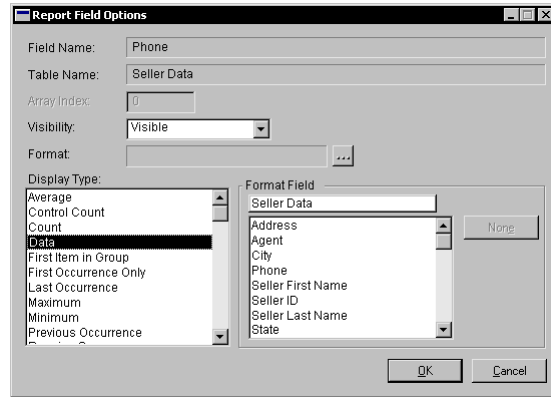 Report Field Options
Field Name: Phone
Table Name: Seller Data
Array Index: 0
Visibility: Visible
Format: ...
Display Type:
Average
Control Count
Count
Data
First Item in Group
First Occurrence Only
Last Occurrence
Maximum
Minimum
Previous Occurrence
Format Field
Seller Data
Address
Agent
City
Phone
Seller First Name
Seller ID
Seller Last Name
State
None
OK
Cancel